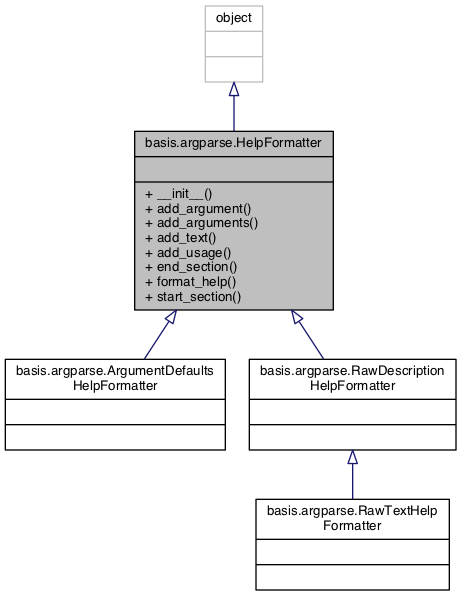 object
basis.argparse.HelpFormatter
+ __init__()
+ add_argument()
+ add_arguments()
+ add_text()
+ add_usage()
+ end_section()
+ format_help()
+ start_section()
basis.argparse.ArgumentDefaults
HelpFormatter
basis.argparse.RawDescription
HelpFormatter
basis.argparse.RawTextHelp
Formatter